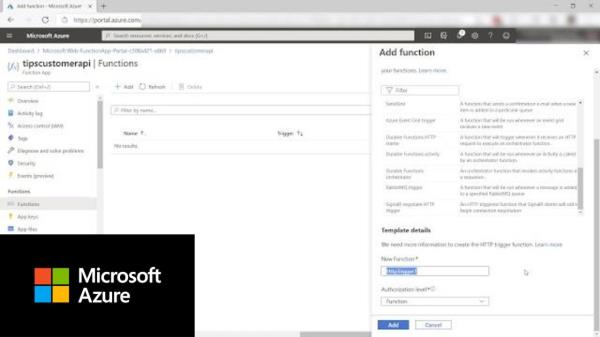 Add function - Microsoft Azure
https://portal.azure.com/
Microsoft Azure
Search resources, services, and docs (G+/)
Dashboard > Microsoft.Web-FunctionApp-Portal-c506bf21-a869 > tipscustomerapi
tipscustomerapi | Functions
Function App
Search (Ctrl+/)
Overview
Activity log
Access control (IAM)
Tags
Diagnose and solve problems
Security
Events (preview)
Functions
Functions
App keys
App files
Add
Refresh
Delete
Filter by name...
Name
Trigger
No results.
Add function
your functions. Learn more.
Filter
SendGrid
A function that sends a confirmation e-mail when a new
item is added to a particular queue
Azure Event Grid trigger
A function that will be run whenever an event grid
receives a new event
Durable Functions HTTP
starter
A function that will trigger whenever it receives an HTTP
request to execute an orchestrator function.
Durable Functions activity
A function that will be run whenever an Activity is called
by an orchestrator function.
Durable Functions
orchestrator
An orchestrator function that invokes activity functions in
a sequence.
RabbitMQ trigger
A function that will be run whenever a message is added
to a specified RabbitMQ queue
SignalR negotiate HTTP
trigger
An HTTP triggered function that SignalR clients will call to
begin connection negotiation
Template details
We need more information to create the HTTP trigger function. Learn more
New Function*
HttpTrigger1
Authorization level*
Function
Add
Cancel
Microsoft
Azure